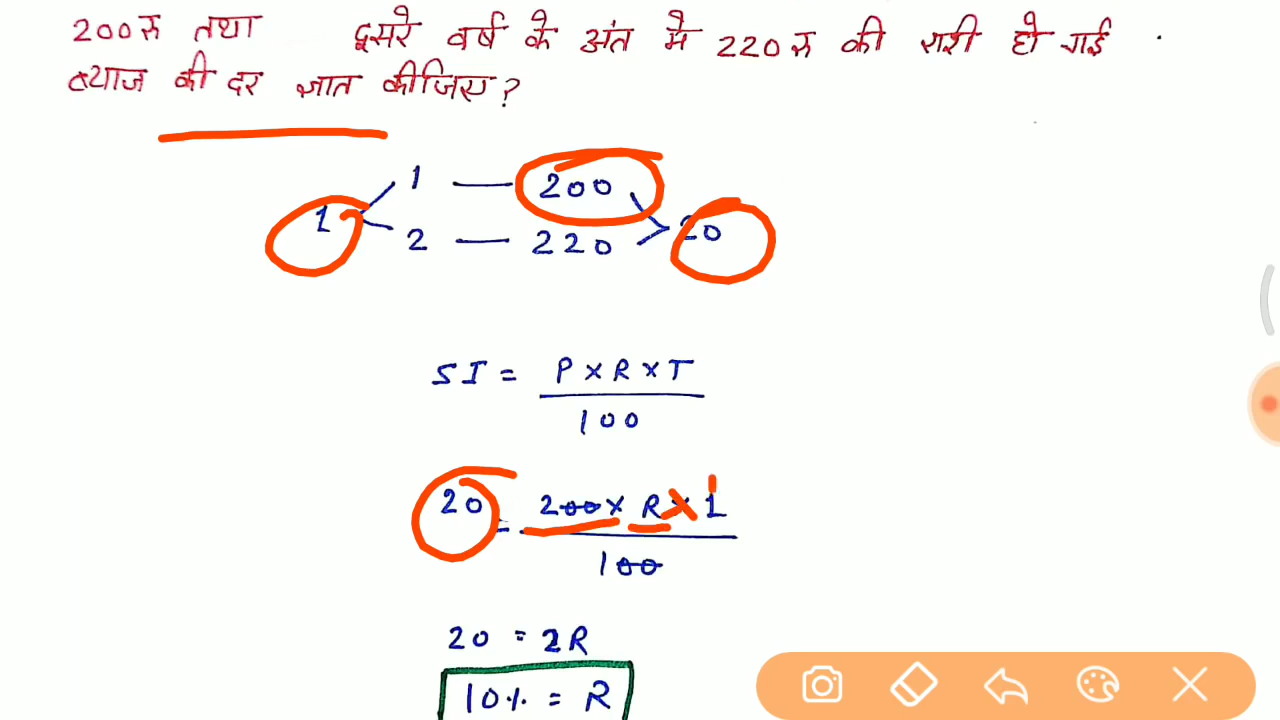 200रु तथा दूसरे वर्ष के अंत मे 220रु की राशी हो गई
ब्याज की दर ज्ञात कीजिए?
1 — 200
1 20
2 — 220
SI = P × R × T
100
20 = 200 × R × 1
100
20 = 2R
10% = R